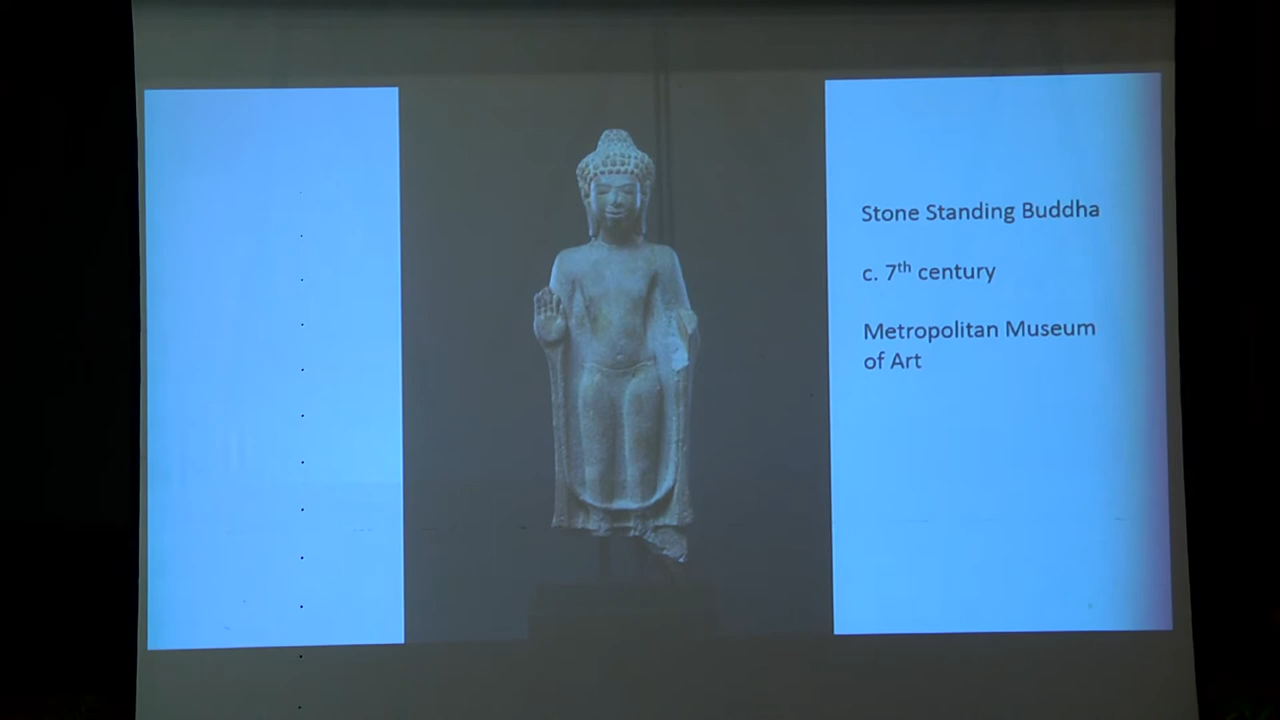 Stone Standing Buddha
c. 7th century
Metropolitan Museum
of Art